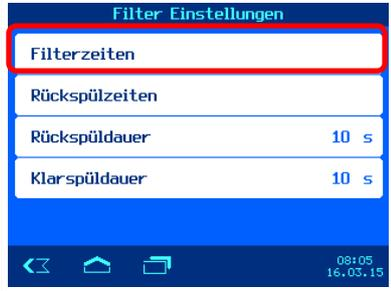 Filter Einstellungen
Filterzeiten
Rückspülzeiten
Rückspüldauer 10 s
Klarspüldauer 10 s
08:05
16.03.15